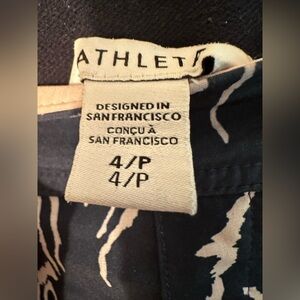 ATHLET
DESIGNED IN
SAN FRANCISCO
CONÇU À
SAN FRANCISCO
4/P
4/P